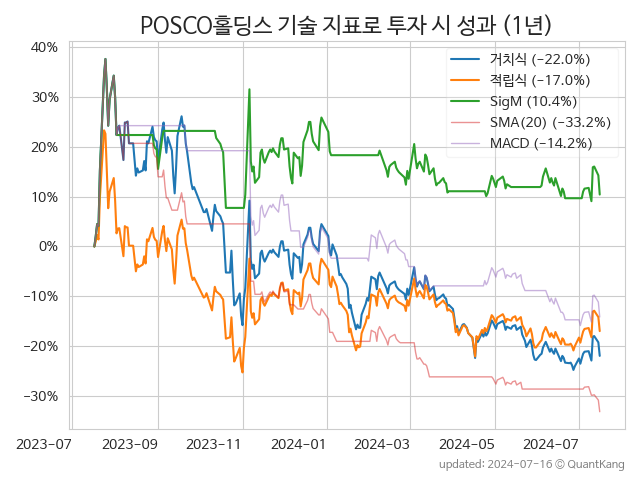 POSCO홀딩스 기술 지표로 투자 시 성과 (1년)
40%
30%
20%
10%
0%
−10%
−20%
−30%
거치식 (−22.0%)
적립식 (−17.0%)
SigM (10.4%)
SMA(20) (−33.2%)
MACD (−14.2%)
2023-07
2023-09
2023-11
2024-01
2024-03
2024-05
2024-07
updated: 2024-07-16 © QuantKang